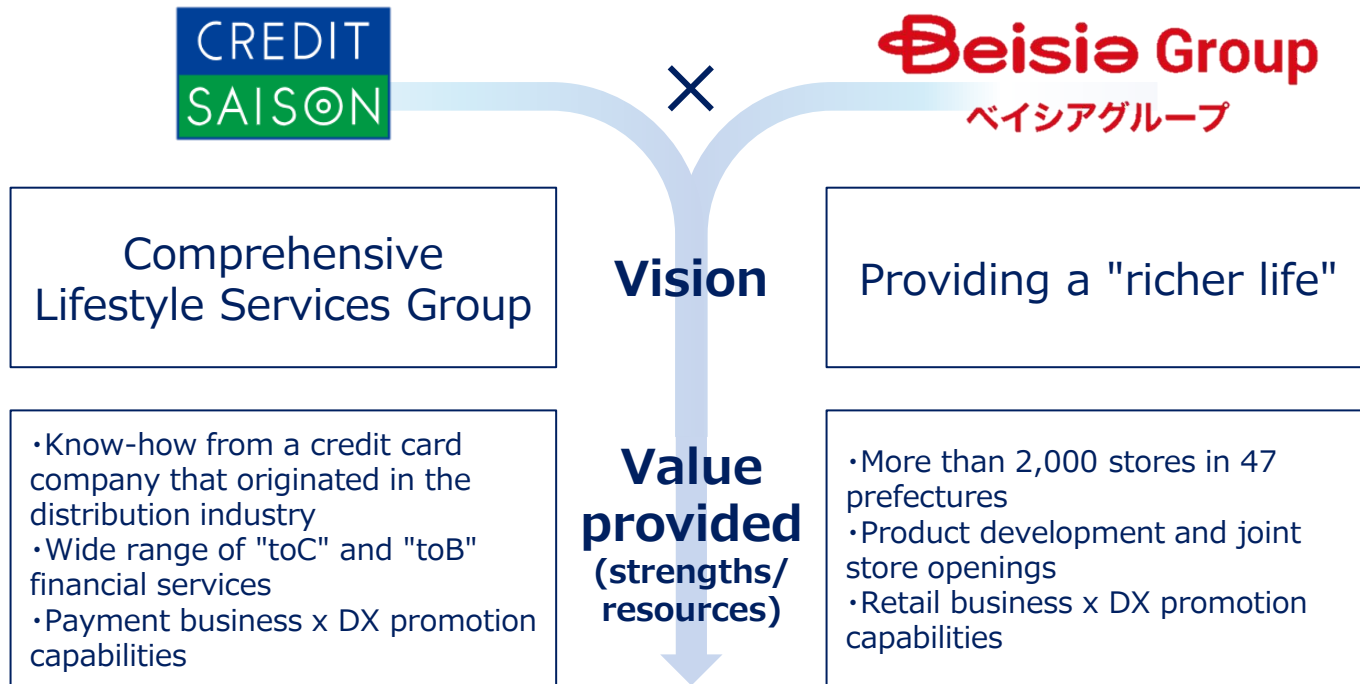 CREDIT
SAISON
×
Beisia Group
ベイシアグループ
Comprehensive
Lifestyle Services Group
Vision
Providing a "richer life"
・Know-how from a credit card
company that originated in the
distribution industry
・Wide range of "toC" and "toB"
financial services
・Payment business x DX promotion
capabilities
Value
provided
(strengths/
resources)
・More than 2,000 stores in 47
prefectures
・Product development and joint
store openings
・Retail business x DX promotion
capabilities